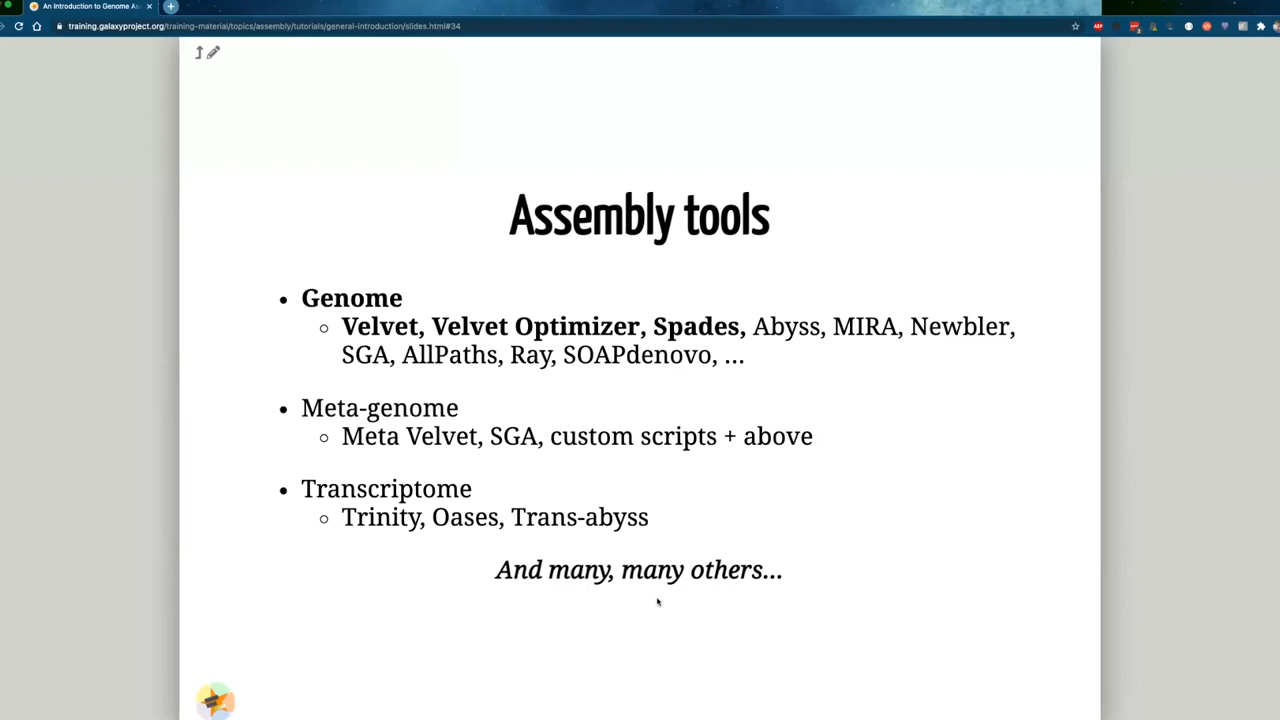 An Introduction to Genome As
training.galaxyproject.org/training-material/topics/assembly/tutorials/general-introduction/slides.html#34
Assembly tools
Genome
Velvet, Velvet Optimizer, Spades, Abyss, MIRA, Newbler,
SGA, AllPaths, Ray, SOAPdenovo, ...
Meta-genome
Meta Velvet, SGA, custom scripts + above
Transcriptome
Trinity, Oases, Trans-abyss
And many, many others...